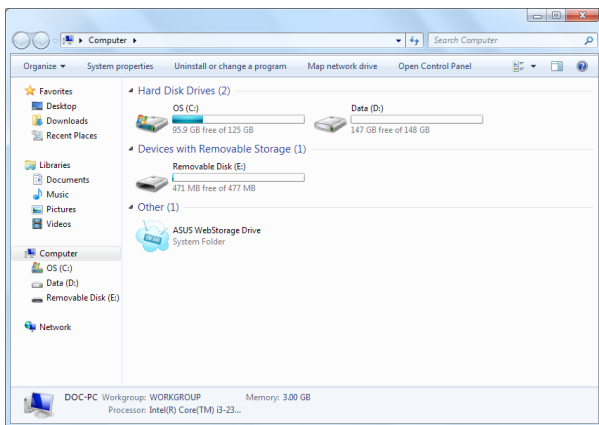 Computer
Search Computer
Organize
System properties
Uninstall or change a program
Map network drive
Open Control Panel
Favorites
Desktop
Downloads
Recent Places
Libraries
Documents
Music
Pictures
Videos
Computer
OS (C:)
Data (D:)
Removable Disk (E:)
Network
Hard Disk Drives (2)
OS (C:)
95.9 GB free of 125 GB
Data (D:)
147 GB free of 148 GB
Devices with Removable Storage (1)
Removable Disk (E:)
471 MB free of 477 MB
Other (1)
ASUS WebStorage Drive
System Folder
DOC-PC Workgroup: WORKGROUP Memory: 3.00 GB
Processor: Intel(R) Core(TM) i3-23...